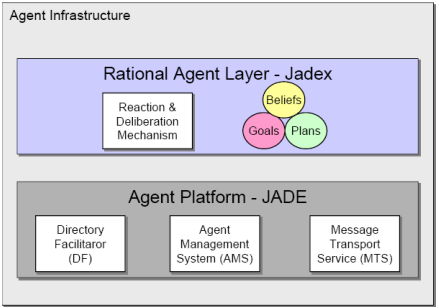 Agent Infrastructure
Rational Agent Layer - Jadex
Reaction &
Deliberation
Mechanism
Beliefs
Goals
Plans
Agent Platform - JADE
Directory
Facilitaror
(DF)
Agent
Management
System (AMS)
Message
Transport
Service (MTS)